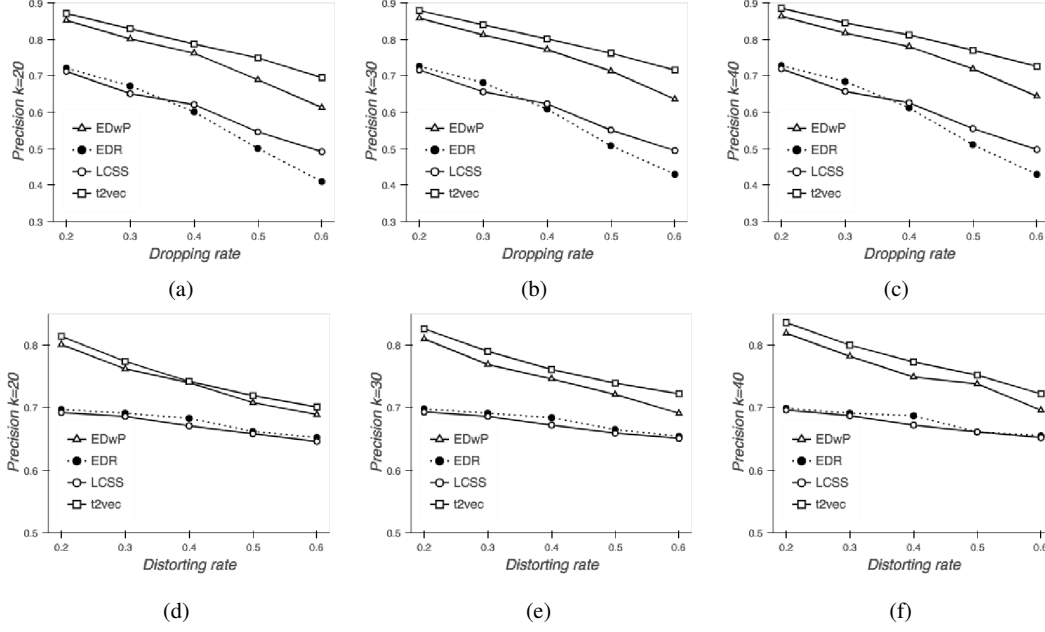 0.9
0.8
0.7
0.6
0.5
0.4
0.3
Precision k=20
EDwP
EDR
LCSS
t2vec
0.2 0.3 0.4 0.5 0.6
Dropping rate
(a)
0.9
0.8
0.7
0.6
0.5
0.4
0.3
Precision k=30
EDwP
EDR
LCSS
t2vec
0.2 0.3 0.4 0.5 0.6
Dropping rate
(b)
0.9
0.8
0.7
0.6
0.5
0.4
0.3
Precision k=40
EDwP
EDR
LCSS
t2vec
0.2 0.3 0.4 0.5 0.6
Dropping rate
(c)
0.8
0.7
0.6
0.5
Precision k=20
EDwP
EDR
LCSS
t2vec
0.2 0.3 0.4 0.5 0.6
Distorting rate
(d)
0.8
0.7
0.6
0.5
Precision k=30
EDwP
EDR
LCSS
t2vec
0.2 0.3 0.4 0.5 0.6
Distorting rate
(e)
0.8
0.7
0.6
0.5
Precision k=40
EDwP
EDR
LCSS
t2vec
0.2 0.3 0.4 0.5 0.6
Distorting rate
(f)